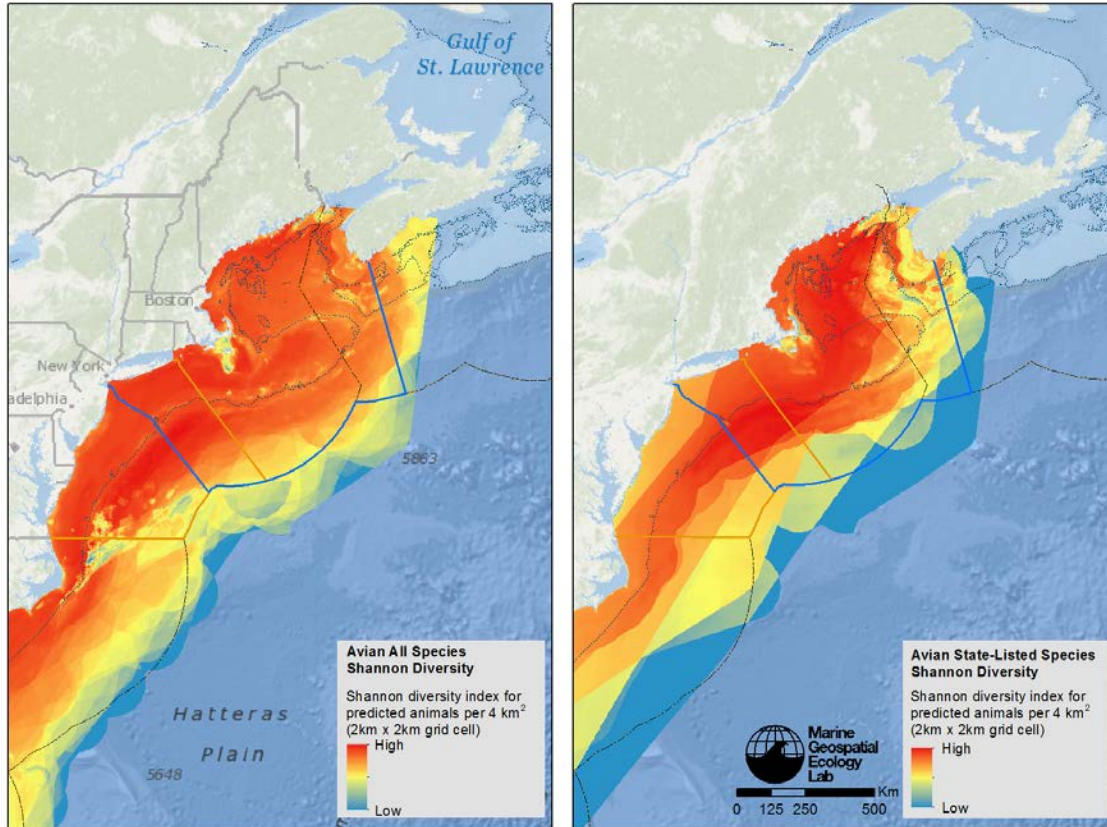 Gulf of
St. Lawrence
Boston
New York
adelphia
5863
Hatteras
Plain
5648
Avian All Species
Shannon Diversity
Shannon diversity index for
predicted animals per 4 km²
(2km x 2km grid cell)
High
Low
Marine
Geospatial
Ecology
Lab
Km
0 125 250 500
Avian State-Listed Species
Shannon Diversity
Shannon diversity index for
predicted animals per 4 km²
(2km x 2km grid cell)
High
Low